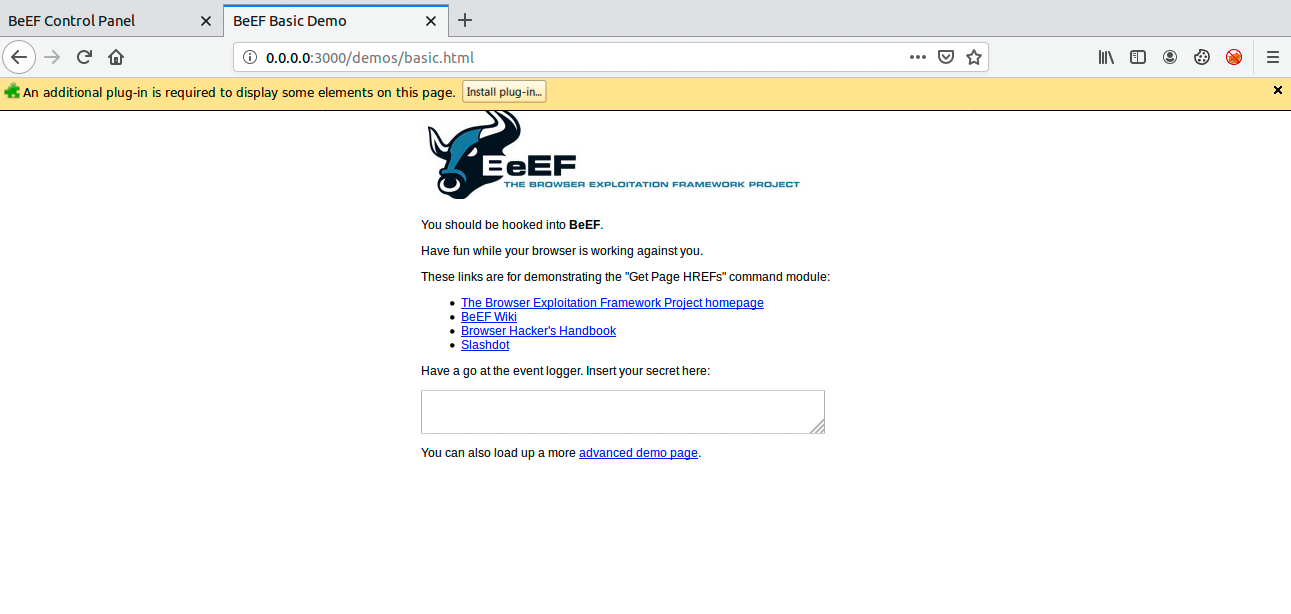 BeEF Control Panel
BeEF Basic Demo
0.0.0.0:3000/demos/basic.html
An additional plug-in is required to display some elements on this page. Install plug-in...
BeEF
THE BROWSER EXPLOITATION FRAMEWORK PROJECT
You should be hooked into BeEF.
Have fun while your browser is working against you.
These links are for demonstrating the "Get Page HREFs" command module:
The Browser Exploitation Framework Project homepage
BeEF Wiki
Browser Hacker's Handbook
Slashdot
Have a go at the event logger. Insert your secret here:
You can also load up a more advanced demo page.